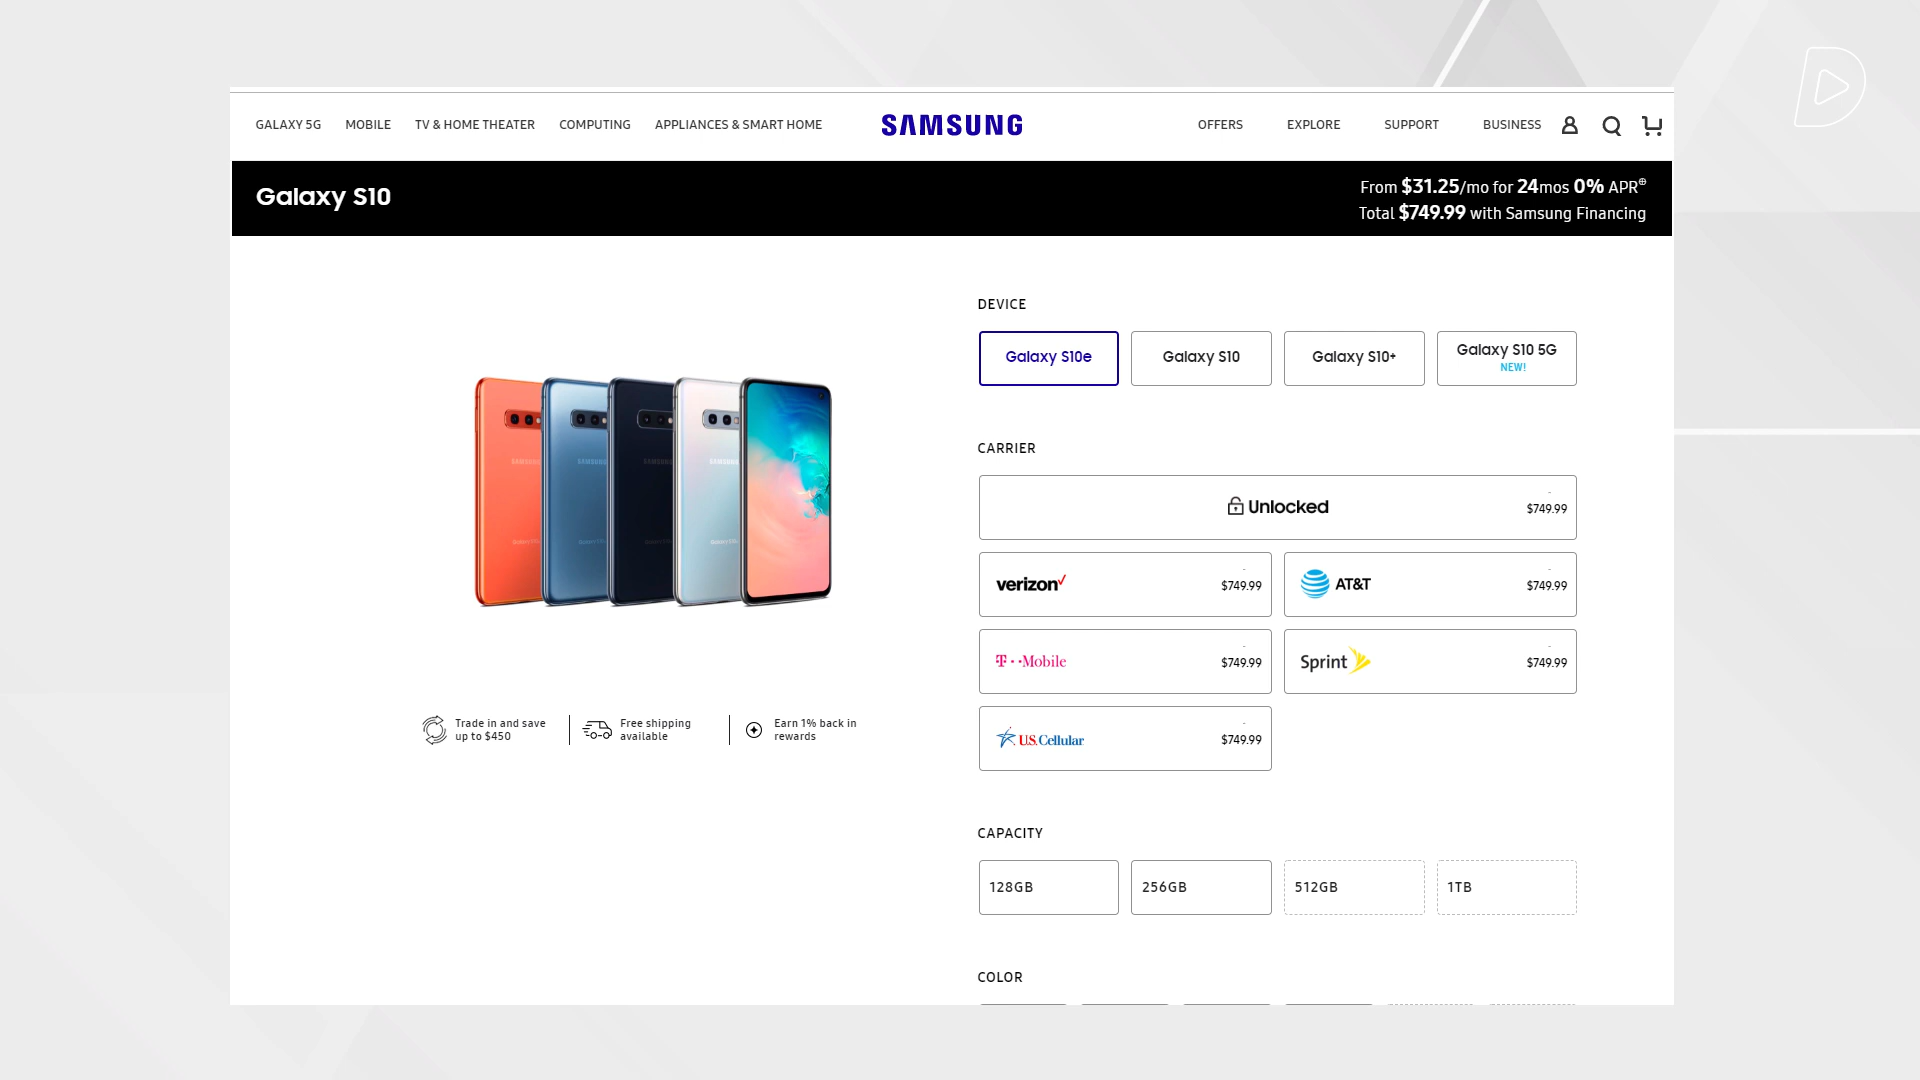 GALAXY 5G MOBILE TV & HOME THEATER COMPUTING APPLIANCES & SMART HOME SAMSUNG OFFERS EXPLORE SUPPORT BUSINESS
Galaxy S10
From $31.25/mo for 24mos 0% APR⊕
Total $749.99 with Samsung Financing
DEVICE
Galaxy S10e Galaxy S10 Galaxy S10+ Galaxy S10 5G
NEW!
CARRIER
Unlocked
-
$749.99
verizon
-
$749.99
AT&T
-
$749.99
T··Mobile
-
$749.99
Sprint
-
$749.99
U.S. Cellular
-
$749.99
SAMSUNG
Trade in and save
up to $450
Free shipping
available
Earn 1% back in
rewards
CAPACITY
128GB 256GB 512GB 1TB
COLOR